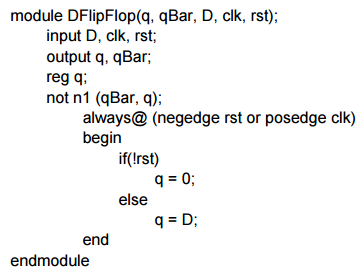 module DFlipFlop(q, qBar, D, clk, rst);
input D, clk, rst;
output q, qBar;
reg q;
not n1 (qBar, q);
always@ (negedge rst or posedge clk)
begin
if(!rst)
q = 0;
else
q = D;
end
endmodule